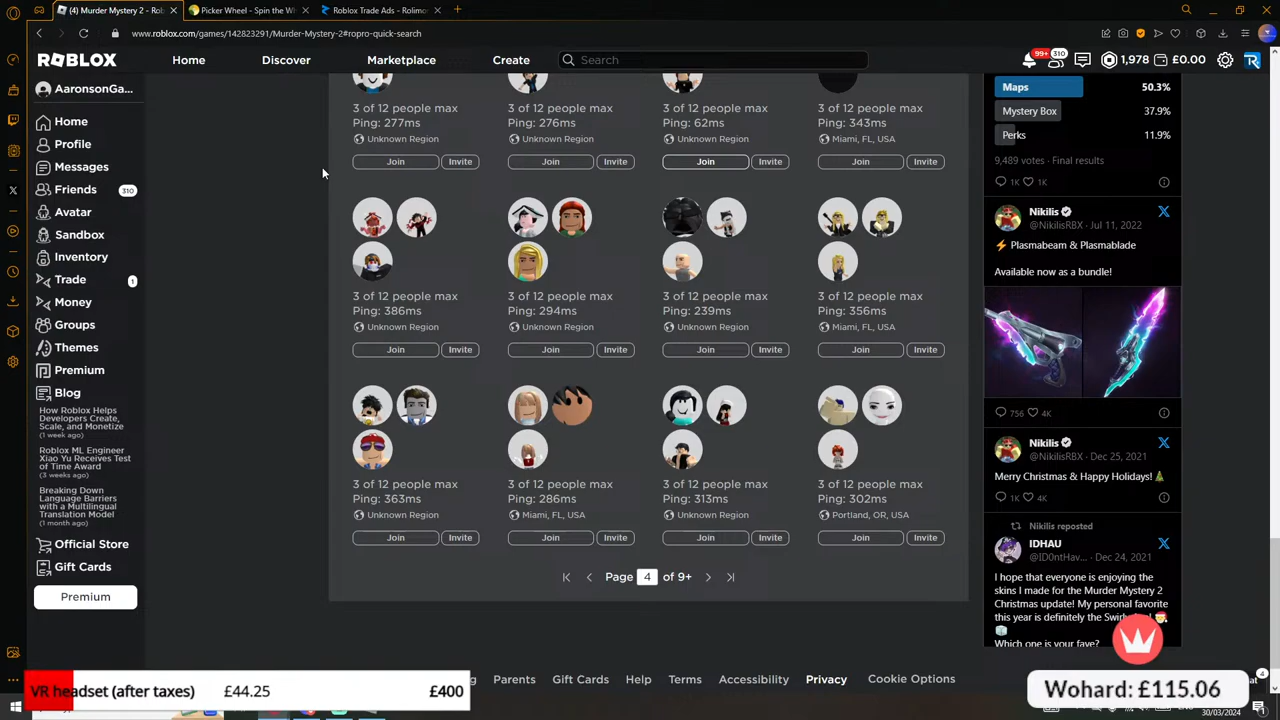 (4) Murder Mystery 2 - Rob
Picker Wheel - Spin the Wh
Roblox Trade Ads - Rolimo
www.roblox.com/games/142823291/Murder-Mystery-2#ropro-quick-search
ROBLOX
Home
Discover
Marketplace
Create
Search
99+
310
1,978
£0.00
AaronsonGa...
Home
Profile
Messages
Friends
310
Avatar
Sandbox
Inventory
Trade
1
Money
Groups
Themes
Premium
Blog
How Roblox Helps
Developers Create,
Scale, and Monetize
(1 week ago)
Roblox ML Engineer
Xiao Yu Receives Test
of Time Award
(3 weeks ago)
Breaking Down
Language Barriers
with a Multilingual
Translation Model
(1 month ago)
Official Store
Gift Cards
Premium
3 of 12 people max
Ping: 277ms
Unknown Region
Join
Invite
3 of 12 people max
Ping: 276ms
Unknown Region
Join
Invite
3 of 12 people max
Ping: 62ms
Unknown Region
Join
Invite
3 of 12 people max
Ping: 343ms
Miami, FL, USA
Join
Invite
3 of 12 people max
Ping: 386ms
Unknown Region
Join
Invite
3 of 12 people max
Ping: 294ms
Unknown Region
Join
Invite
3 of 12 people max
Ping: 239ms
Unknown Region
Join
Invite
3 of 12 people max
Ping: 356ms
Miami, FL, USA
Join
Invite
3 of 12 people max
Ping: 363ms
Unknown Region
Join
Invite
3 of 12 people max
Ping: 286ms
Miami, FL, USA
Join
Invite
3 of 12 people max
Ping: 313ms
Unknown Region
Join
Invite
3 of 12 people max
Ping: 302ms
Portland, OR, USA
Join
Invite
Page 4 of 9+
Maps
50.3%
Mystery Box
37.9%
Perks
11.9%
9,489 votes · Final results
1K 1K
Nikilis
@NikilisRBX · Jul 11, 2022
⚡ Plasmabeam & Plasmablade
Available now as a bundle!
756 4K
Nikilis
@NikilisRBX · Dec 25, 2021
Merry Christmas & Happy Holidays!🎄
1K 4K
Nikilis reposted
IDHAU
@ID0ntHav... · Dec 24, 2021
I hope that everyone is enjoying the
skins I made for the Murder Mystery 2
Christmas update! My personal favorite
this year is definitely the
Which one is your fave?
Parents
Gift Cards
Help
Terms
Accessibility
Privacy
Cookie Options
VR headset (after taxes)
£44.25
£400
Wohard: £115.06
30/03/2024